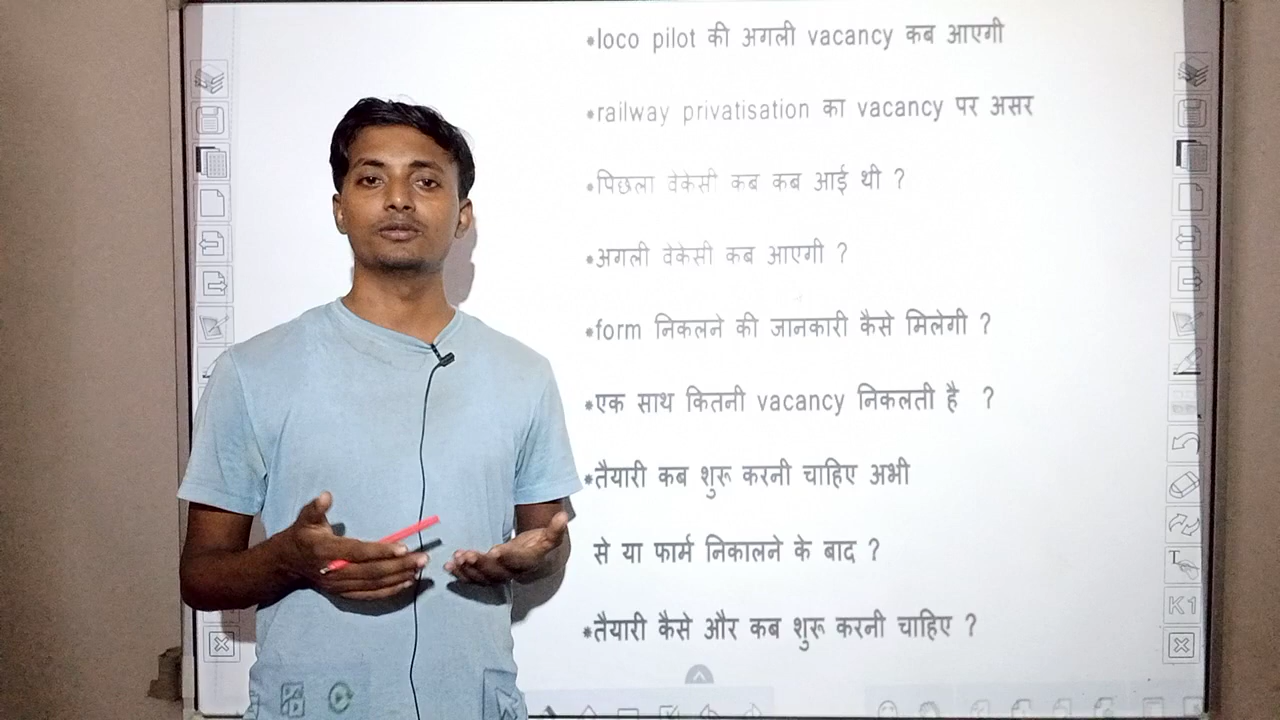 •loco pilot की अगली vacancy कब आएगी
•railway privatisation का vacancy पर असर
•पिछला वेकेसी कब कब आई थी ?
•अगली वेकेसी कब आएगी ?
•form निकलने की जानकारी कैसे मिलेगी ?
•एक साथ कितनी vacancy निकलती है ?
•तैयारी कब शुरू करनी चाहिए अभी
से या फार्म निकालने के बाद ?
•तैयारी कैसे और कब शुरू करनी चाहिए ?
T
K1